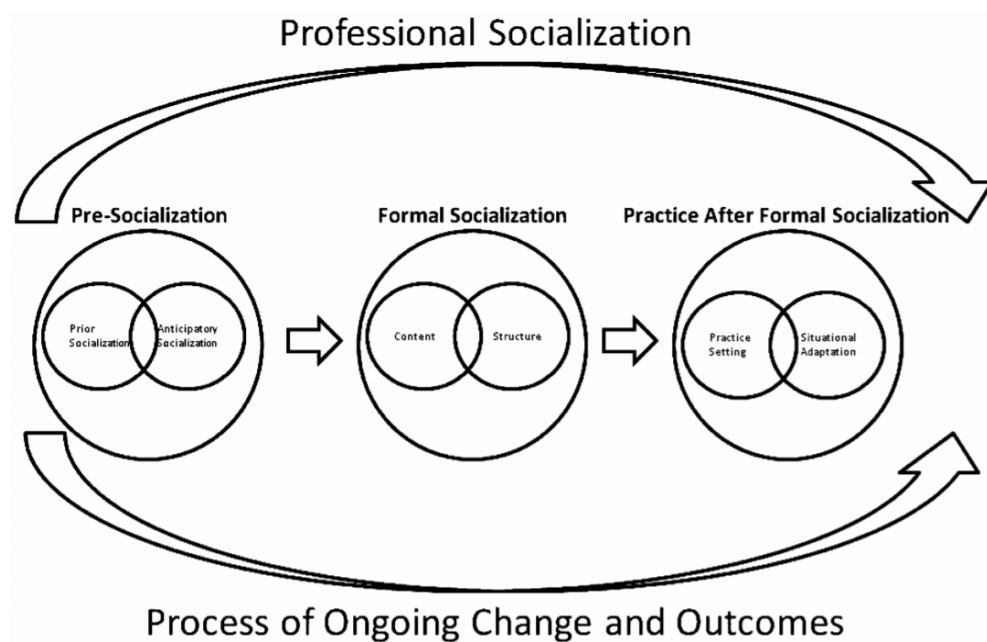 Professional Socialization
Pre-Socialization
Formal Socialization
Practice After Formal Socialization
Prior
Socialization
Anticipatory
Socialization
Content
Structure
Practice
Setting
Situational
Adaptation
Process of Ongoing Change and Outcomes